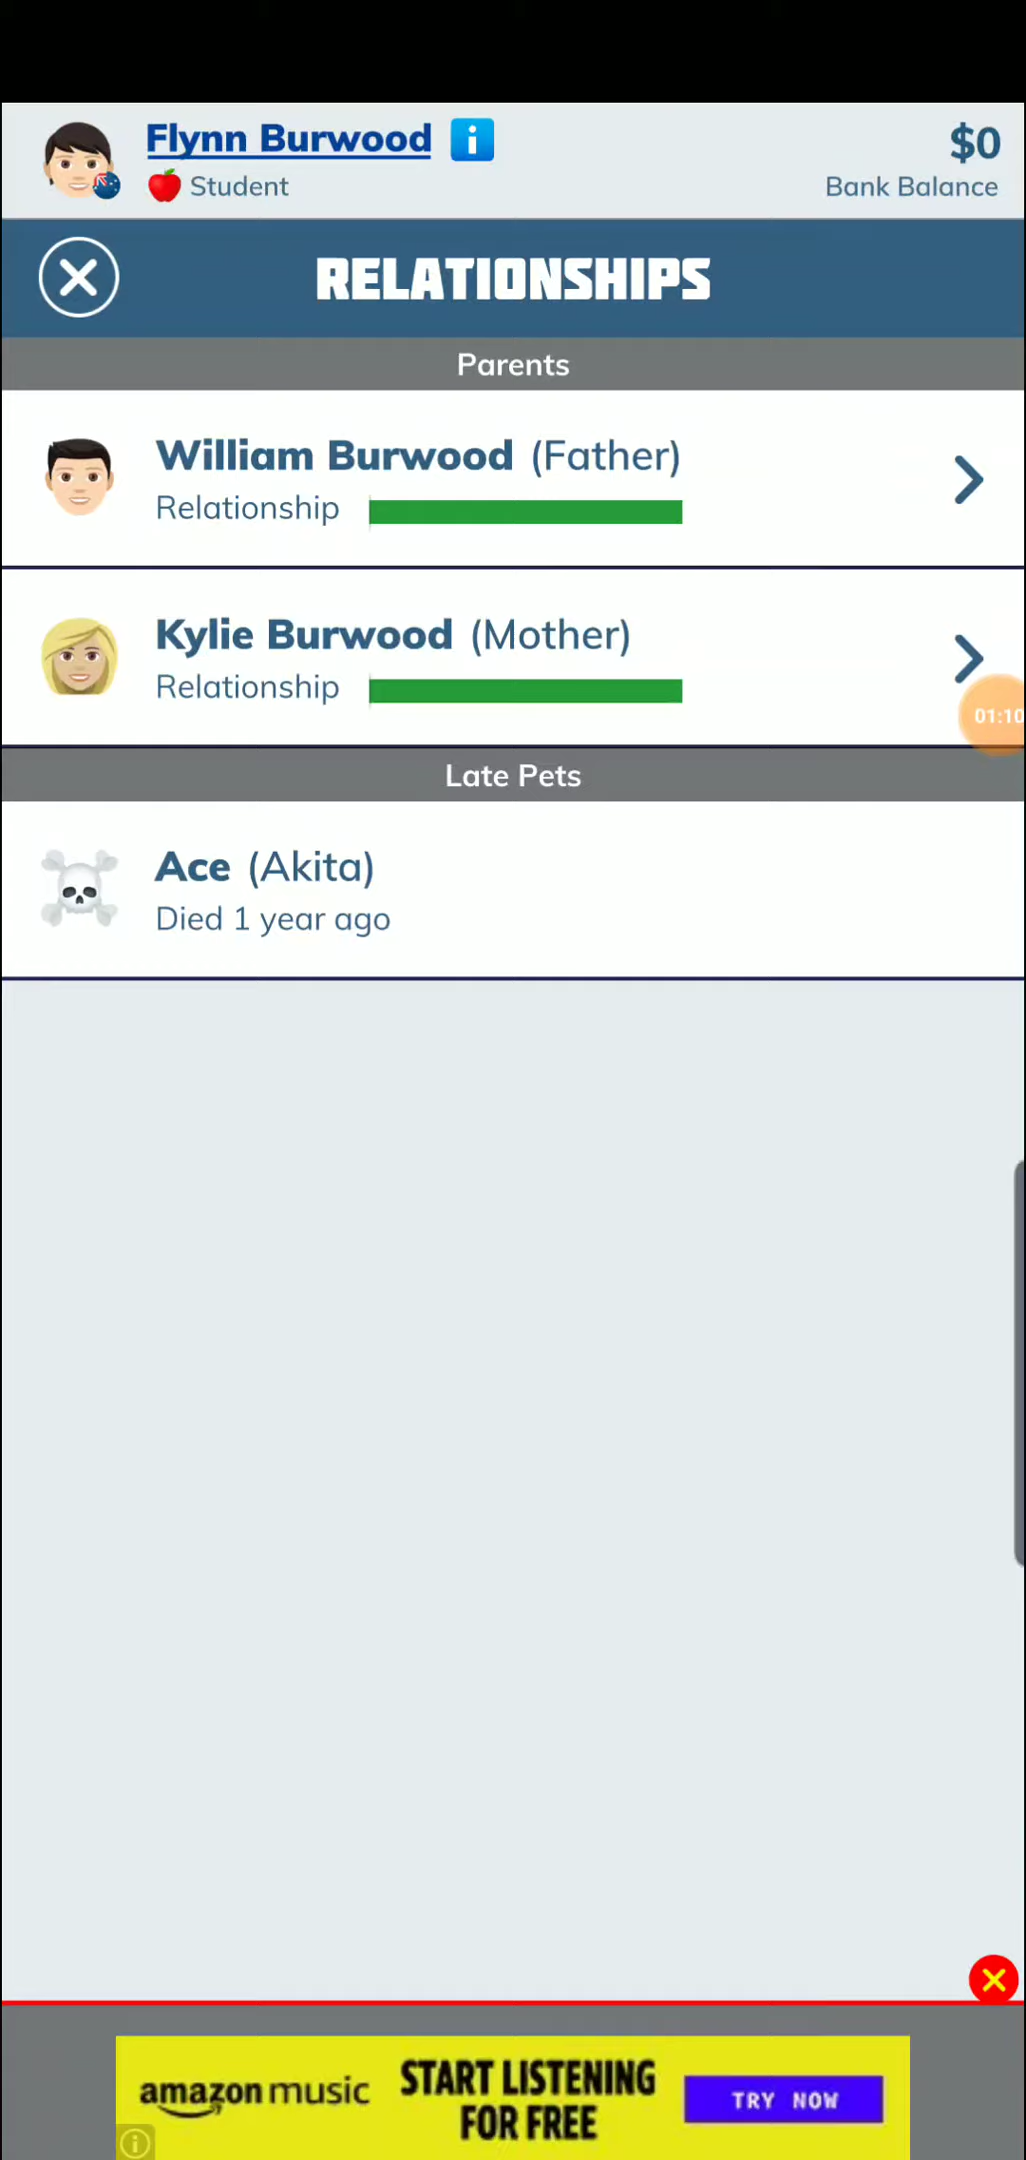 Flynn Burwood i
Student
$0
Bank Balance
RELATIONSHIPS
Parents
William Burwood (Father)
Relationship
Kylie Burwood (Mother)
Relationship
01:10
Late Pets
Ace (Akita)
Died 1 year ago
amazon music
START LISTENING
FOR FREE
TRY NOW